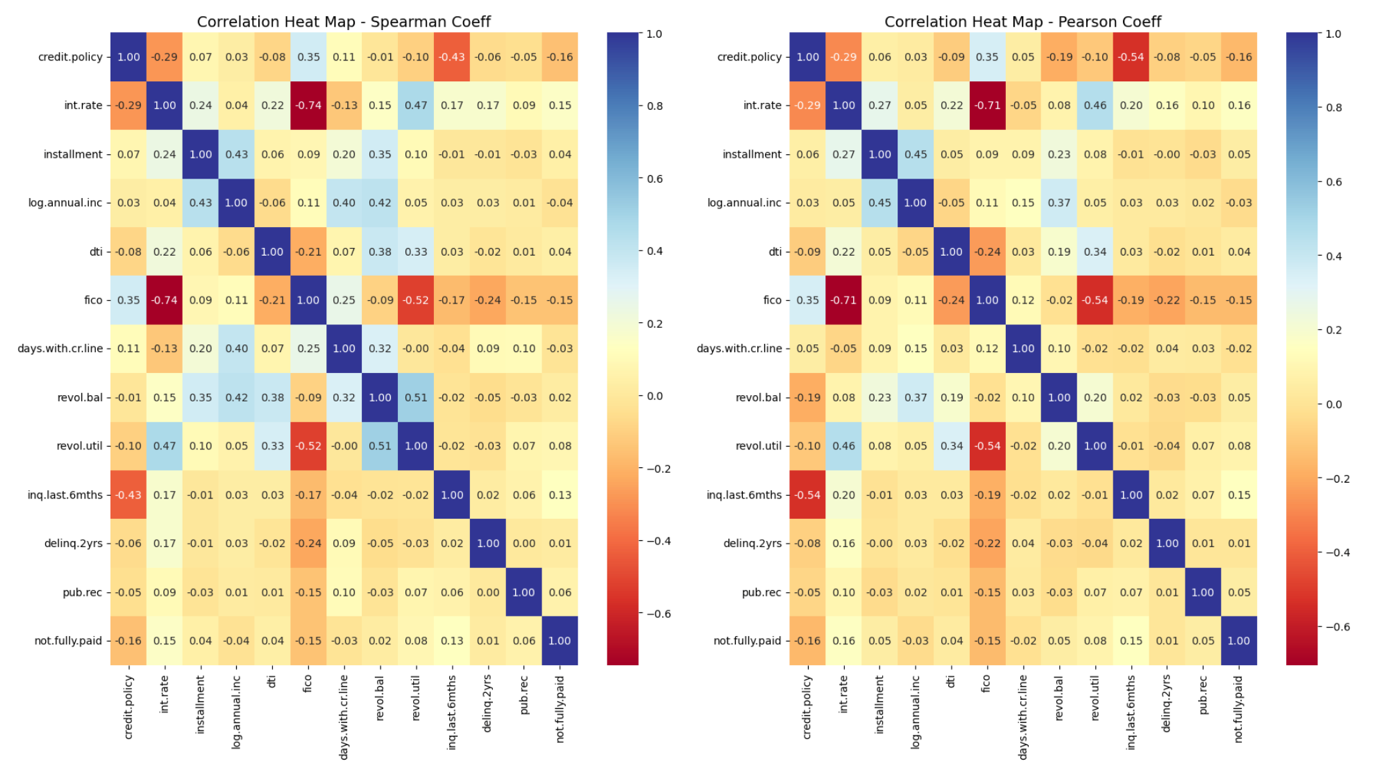 Correlation Heat Map - Spearman Coeff
credit.policy 1.00 -0.29 0.07 0.03 -0.08 0.35 0.11 -0.01 -0.10 -0.43 -0.06 -0.05 -0.16
int.rate -0.29 1.00 0.24 0.04 0.22 -0.74 -0.13 0.15 0.47 0.17 0.17 0.09 0.15
installment 0.07 0.24 1.00 0.43 0.06 0.09 0.20 0.35 0.10 -0.01 -0.01 -0.03 0.04
log.annual.inc 0.03 0.04 0.43 1.00 -0.06 0.11 0.40 0.42 0.05 0.03 0.03 0.01 -0.04
dti -0.08 0.22 0.06 -0.06 1.00 -0.21 0.07 0.38 0.33 0.03 -0.02 0.01 0.04
fico 0.35 -0.74 0.09 0.11 -0.21 1.00 0.25 -0.09 -0.52 -0.17 -0.24 -0.15 -0.15
days.with.cr.line 0.11 -0.13 0.20 0.40 0.07 0.25 1.00 0.32 -0.00 -0.04 0.09 0.10 -0.03
revol.bal -0.01 0.15 0.35 0.42 0.38 -0.09 0.32 1.00 0.51 -0.02 -0.05 -0.03 0.02
revol.util -0.10 0.47 0.10 0.05 0.33 -0.52 -0.00 0.51 1.00 -0.02 -0.03 0.07 0.08
inq.last.6mths -0.43 0.17 -0.01 0.03 0.03 -0.17 -0.04 -0.02 -0.02 1.00 0.02 0.06 0.13
delinq.2yrs -0.06 0.17 -0.01 0.03 -0.02 -0.24 0.09 -0.05 -0.03 0.02 1.00 0.00 0.01
pub.rec -0.05 0.09 -0.03 0.01 0.01 -0.15 0.10 -0.03 0.07 0.06 0.00 1.00 0.06
not.fully.paid -0.16 0.15 0.04 -0.04 0.04 -0.15 -0.03 0.02 0.08 0.13 0.01 0.06 1.00
credit.policy
int.rate
installment
log.annual.inc
dti
fico
days.with.cr.line
revol.bal
revol.util
inq.last.6mths
delinq.2yrs
pub.rec
not.fully.paid
1.0
0.8
0.6
0.4
0.2
0.0
−0.2
−0.4
−0.6
Correlation Heat Map - Pearson Coeff
credit.policy 1.00 -0.29 0.06 0.03 -0.09 0.35 0.05 -0.19 -0.10 -0.54 -0.08 -0.05 -0.16
int.rate -0.29 1.00 0.27 0.05 0.22 -0.71 -0.05 0.08 0.46 0.20 0.16 0.10 0.16
installment 0.06 0.27 1.00 0.45 0.05 0.09 0.09 0.23 0.08 -0.01 -0.00 -0.03 0.05
log.annual.inc 0.03 0.05 0.45 1.00 -0.05 0.11 0.15 0.37 0.05 0.03 0.03 0.02 -0.03
dti -0.09 0.22 0.05 -0.05 1.00 -0.24 0.03 0.19 0.34 0.03 -0.02 0.01 0.04
fico 0.35 -0.71 0.09 0.11 -0.24 1.00 0.12 -0.02 -0.54 -0.19 -0.22 -0.15 -0.15
days.with.cr.line 0.05 -0.05 0.09 0.15 0.03 0.12 1.00 0.10 -0.02 -0.02 0.04 0.03 -0.02
revol.bal -0.19 0.08 0.23 0.37 0.19 -0.02 0.10 1.00 0.20 0.02 -0.03 -0.03 0.05
revol.util -0.10 0.46 0.08 0.05 0.34 -0.54 -0.02 0.20 1.00 -0.01 -0.04 0.07 0.08
inq.last.6mths -0.54 0.20 -0.01 0.03 0.03 -0.19 -0.02 0.02 -0.01 1.00 0.02 0.07 0.15
delinq.2yrs -0.08 0.16 -0.00 0.03 -0.02 -0.22 0.04 -0.03 -0.04 0.02 1.00 0.01 0.01
pub.rec -0.05 0.10 -0.03 0.02 0.01 -0.15 0.03 -0.03 0.07 0.07 0.01 1.00 0.05
not.fully.paid -0.16 0.16 0.05 -0.03 0.04 -0.15 -0.02 0.05 0.08 0.15 0.01 0.05 1.00
credit.policy
int.rate
installment
log.annual.inc
dti
fico
days.with.cr.line
revol.bal
revol.util
inq.last.6mths
delinq.2yrs
pub.rec
not.fully.paid
1.0
0.8
0.6
0.4
0.2
0.0
−0.2
−0.4
−0.6